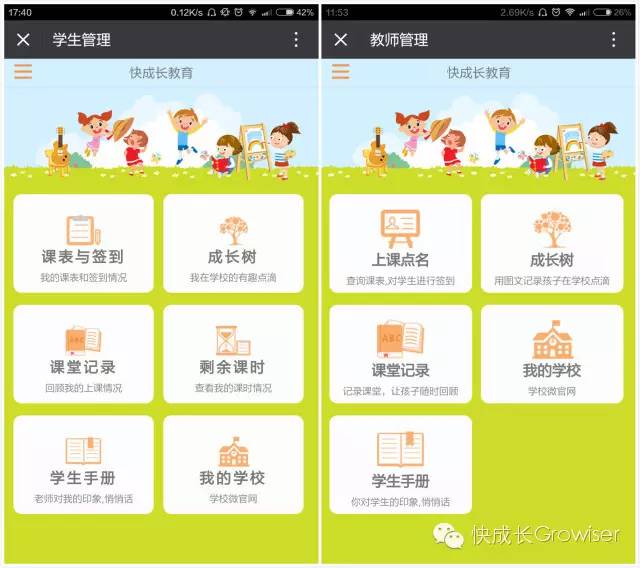 17:40
0.12K/s
42%
学生管理
快成长教育
课表与签到
我的课表和签到情况
成长树
我在学校的有趣点滴
ABC
课堂记录
回顾我的上课情况
剩余课时
查看我的课时情况
学生手册
老师对我的印象,悄悄话
我的学校
学校微官网
11:53
2.69K/s
26%
教师管理
快成长教育
上课点名
查询课表,对学生进行签到
成长树
用图文记录孩子在学校点滴
ABC
课堂记录
记录课堂，让孩子随时回顾
我的学校
学校微官网
学生手册
你对学生的印象,悄悄话
快成长Growiser